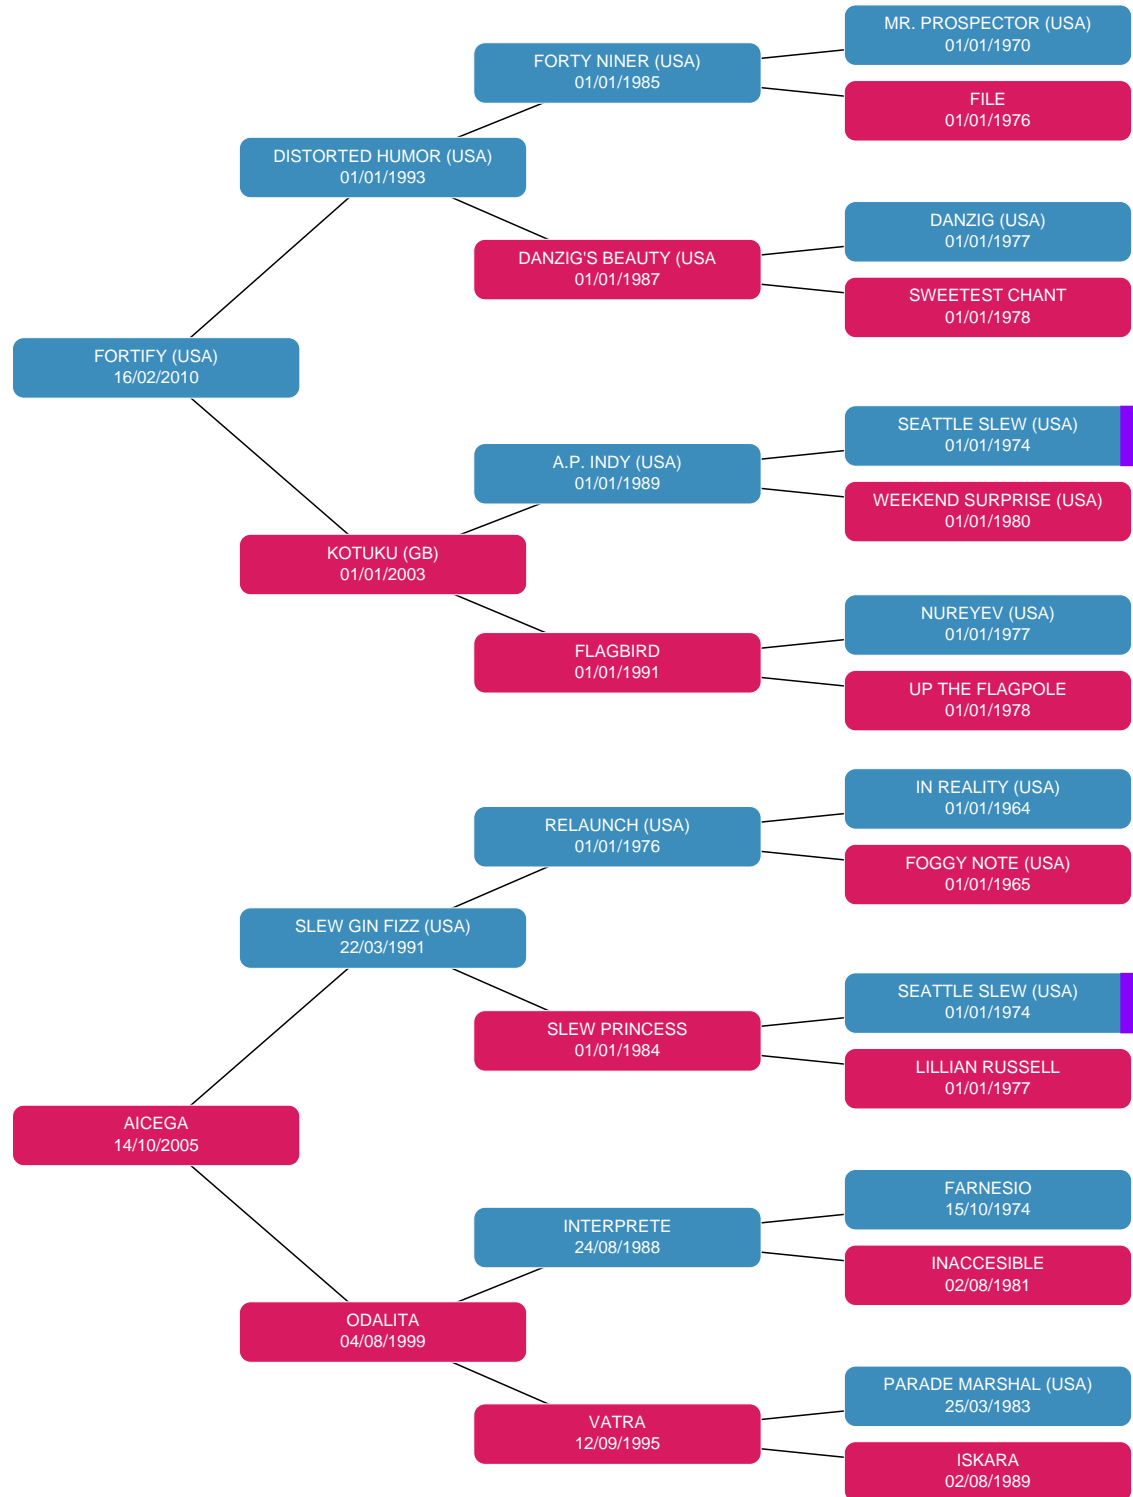 MR. PROSPECTOR (USA)
01/01/1970
FORTY NINER (USA)
01/01/1985
FILE
01/01/1976
DISTORTED HUMOR (USA)
01/01/1993
DANZIG (USA)
01/01/1977
DANZIG'S BEAUTY (USA
01/01/1987
SWEETEST CHANT
01/01/1978
FORTIFY (USA)
16/02/2010
SEATTLE SLEW (USA)
01/01/1974
A.P. INDY (USA)
01/01/1989
WEEKEND SURPRISE (USA)
01/01/1980
KOTUKU (GB)
01/01/2003
NUREYEV (USA)
01/01/1977
FLAGBIRD
01/01/1991
UP THE FLAGPOLE
01/01/1978
IN REALITY (USA)
01/01/1964
RELAUNCH (USA)
01/01/1976
FOGGY NOTE (USA)
01/01/1965
SLEW GIN FIZZ (USA)
22/03/1991
SEATTLE SLEW (USA)
01/01/1974
SLEW PRINCESS
01/01/1984
LILLIAN RUSSELL
01/01/1977
AICEGA
14/10/2005
FARNESIO
15/10/1974
INTERPRETE
24/08/1988
INACCESIBLE
02/08/1981
ODALITA
04/08/1999
PARADE MARSHAL (USA)
25/03/1983
VATRA
12/09/1995
ISKARA
02/08/1989